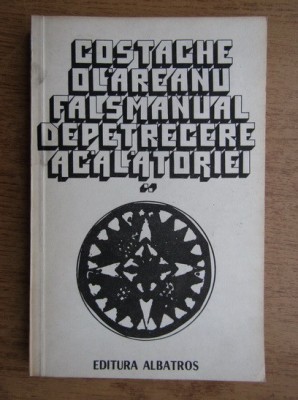 COSTACHE
OLĂREANU
FALS MANUAL
DE PETRECERE
A CĂLĂTORIEI
EDITURA ALBATROS